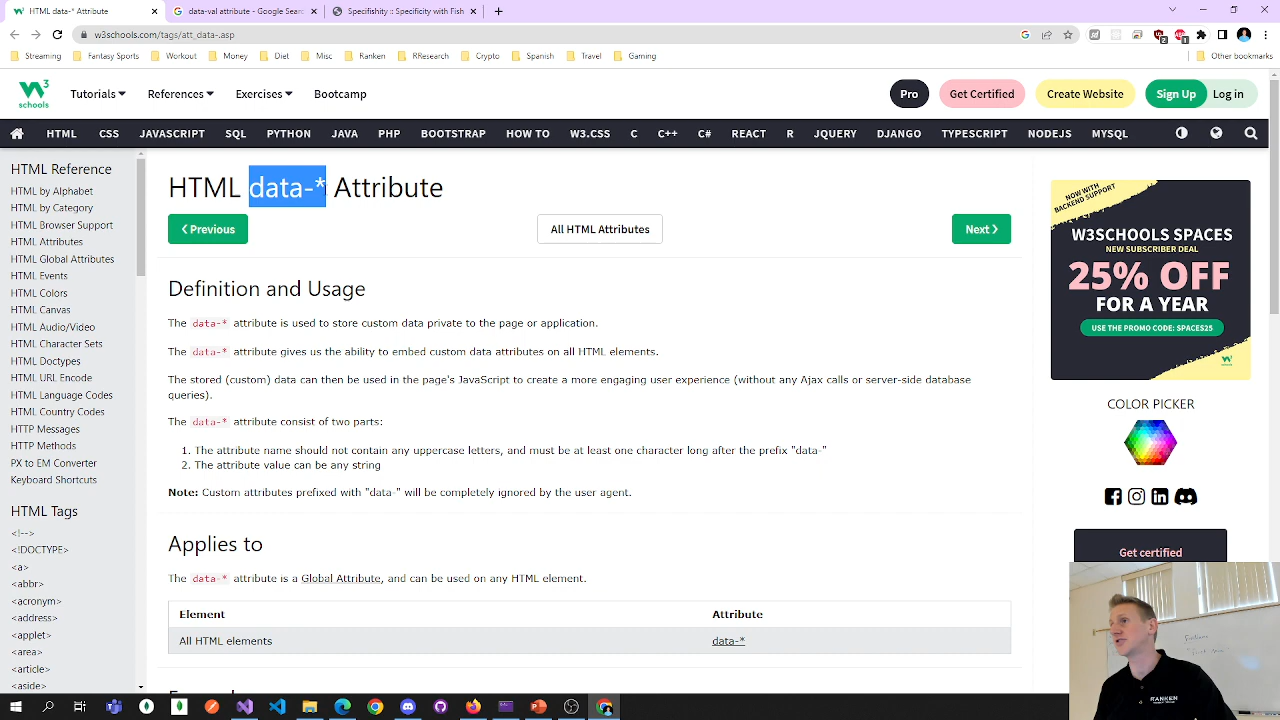 HTML data-* Attribute
data-val attribute - Google Searc
Specifishity :: Specificity with Fish
w3schools.com/tags/att_data-.asp
Streaming
Fantasy Sports
Workouts
Money
Diet
Misc
Ranken
RResearch
Crypto
Spanish
Travel
Gaming
Other bookmarks
W3 schools
Tutorials
References
Exercises
Bootcamp
Pro
Get Certified
Create Website
Sign Up
Log in
HTML CSS JAVASCRIPT SQL PYTHON JAVA PHP BOOTSTRAP HOW TO W3.CSS C C++ C# REACT R JQUERY DJANGO TYPESCRIPT NODEJS MYSQL
HTML Reference
HTML by Alphabet
HTML by Category
HTML Browser Support
HTML Attributes
HTML Global Attributes
HTML Events
HTML Colors
HTML Canvas
HTML Audio/Video
HTML Character Sets
HTML Doctypes
HTML URL Encode
HTML Language Codes
HTML Country Codes
HTTP Messages
HTTP Methods
PX to EM Converter
Keyboard Shortcuts
HTML Tags
<!-->
<!DOCTYPE>
<a>
<abbr>
<acronym>
<address>
<applet>
<area>
<article>
<aside>
HTML data-* Attribute
❮ Previous
All HTML Attributes
Next ❯
Definition and Usage
The data-* attribute is used to store custom data private to the page or application.
The data-* attribute gives us the ability to embed custom data attributes on all HTML elements.
The stored (custom) data can then be used in the page's JavaScript to create a more engaging user experience (without any Ajax calls or server-side database
queries).
The data-* attribute consist of two parts:
1. The attribute name should not contain any uppercase letters, and must be at least one character long after the prefix "data-"
2. The attribute value can be any string
Note: Custom attributes prefixed with "data-" will be completely ignored by the user agent.
Applies to
The data-* attribute is a Global Attribute, and can be used on any HTML element.
Element Attribute
All HTML elements data-*
NOW WITH
BACKEND SUPPORT
W3SCHOOLS SPACES
NEW SUBSCRIBER DEAL
25% OFF
FOR A YEAR
USE THE PROMO CODE: SPACES25
COLOR PICKER
Get certified
RANKEN